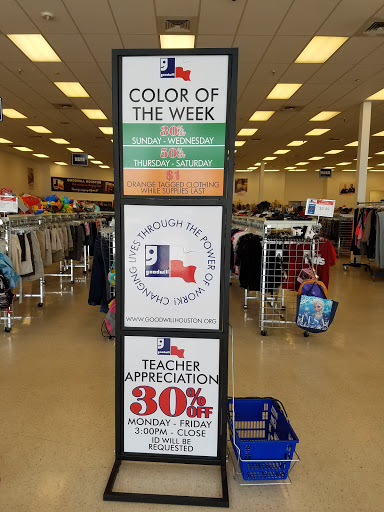 goodwill
COLOR OF
THE WEEK
30%
SUNDAY - WEDNESDAY
50%
THURSDAY - SATURDAY
$1
ORANGE TAGGED CLOTHING
WHILE SUPPLIES LAST
CHANGING LIVES THROUGH THE POWER OF WORK!
goodwill
WWW.GOODWILLHOUSTON.ORG
goodwill
TEACHER
APPRECIATION
30% OFF
MONDAY - FRIDAY
3:00PM - CLOSE
ID WILL BE
REQUESTED